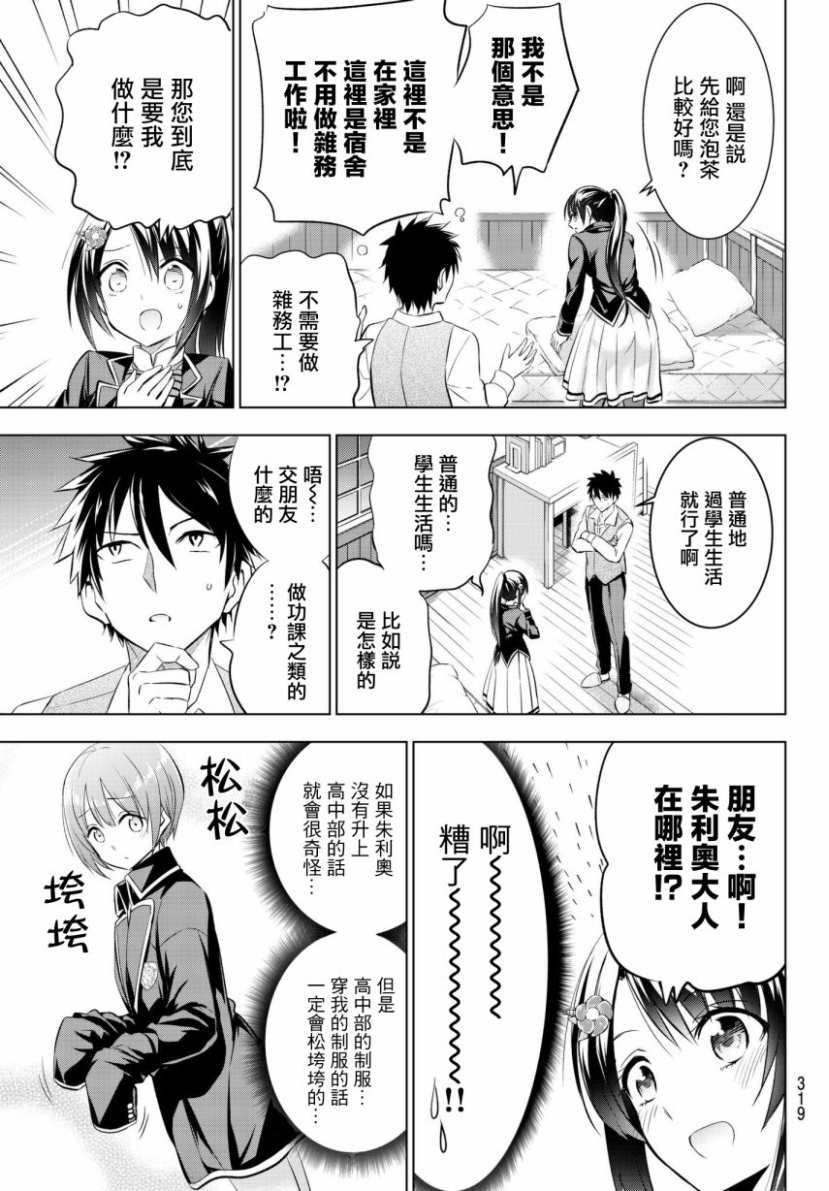 啊 還是說
先給您泡茶
比較好嗎?
我不是
那個意思!
這裡不是
在家裡
這裡是宿舍
不用做雜務
工作啦!
不需要做
雜務工…!?
那您到底
是要我
做什麼!?
普通地
過學生生活
就行了啊
普通的…
學生生活嗎…
比如說
是怎樣的
唔~…
交朋友
什麼的
做功課之類的
……?
朋友…啊!
朱利奧大人
在哪裡!?
啊~~~~
糟了~~~~~~!!
如果朱利奧
沒有升上
高中部的話
就會很奇怪…
但是
高中部的制服…
穿我的制服的話
一定會松垮垮的…
松松
垮垮
319